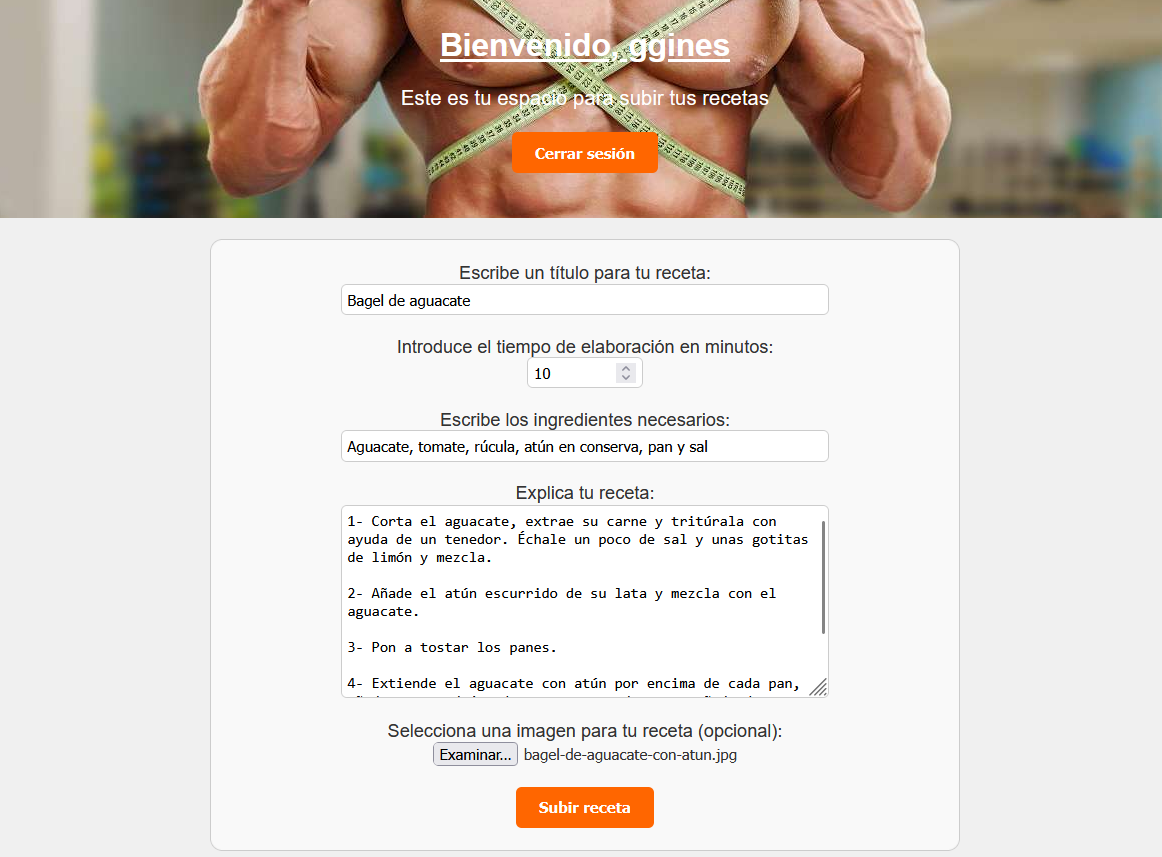 Bienvenido, ggines
Este es tu espacio para subir tus recetas
Cerrar sesión
Escribe un título para tu receta:
Bagel de aguacate
Introduce el tiempo de elaboración en minutos:
10
Escribe los ingredientes necesarios:
Aguacate, tomate, rúcula, atún en conserva, pan y sal
Explica tu receta:
1- Corta el aguacate, extrae su carne y tritúrala con
ayuda de un tenedor. Échale un poco de sal y unas gotitas
de limón y mezcla.
2- Añade el atún escurrido de su lata y mezcla con el
aguacate.
3- Pon a tostar los panes.
4- Extiende el aguacate con atún por encima de cada pan,
Selecciona una imagen para tu receta (opcional):
Examinar... bagel-de-aguacate-con-atun.jpg
Subir receta